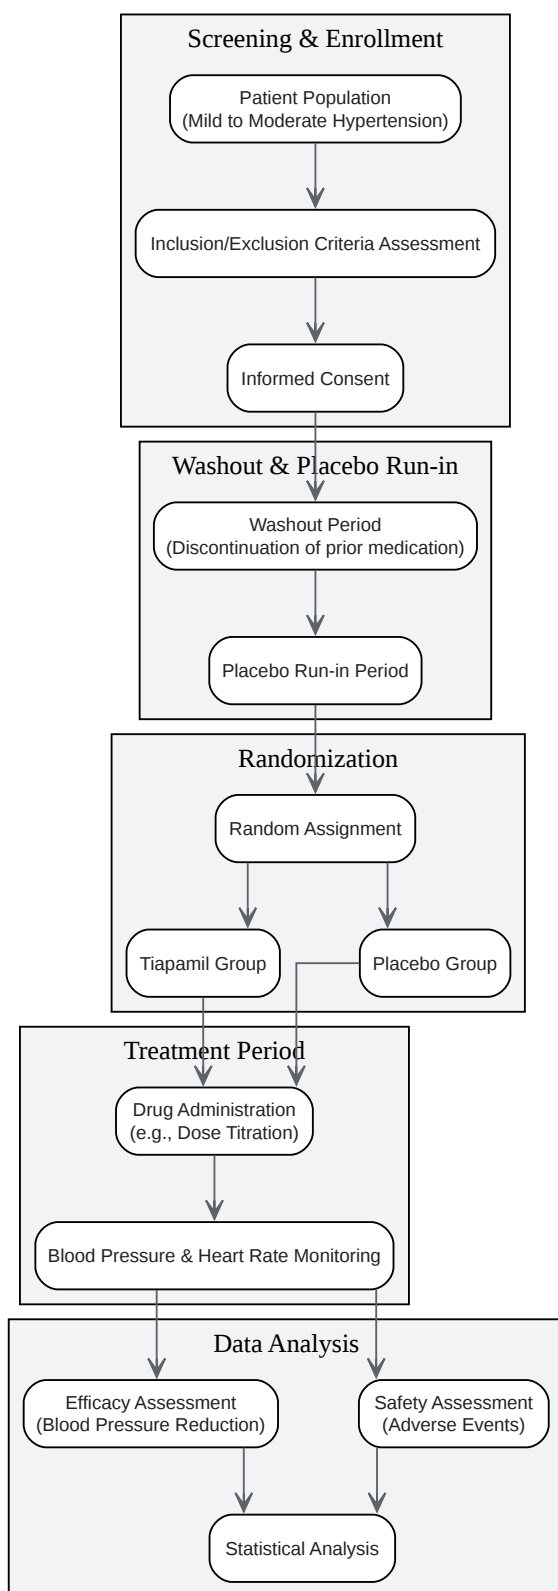 Screening & Enrollment
Patient Population
(Mild to Moderate Hypertension)
Inclusion/Exclusion Criteria Assessment
Informed Consent
Washout & Placebo Run-in
Washout Period
(Discontinuation of prior medication)
Placebo Run-in Period
Randomization
Random Assignment
Tiapamil Group
Placebo Group
Treatment Period
Drug Administration
(e.g., Dose Titration)
Blood Pressure & Heart Rate Monitoring
Data Analysis
Efficacy Assessment
(Blood Pressure Reduction)
Safety Assessment
(Adverse Events)
Statistical Analysis